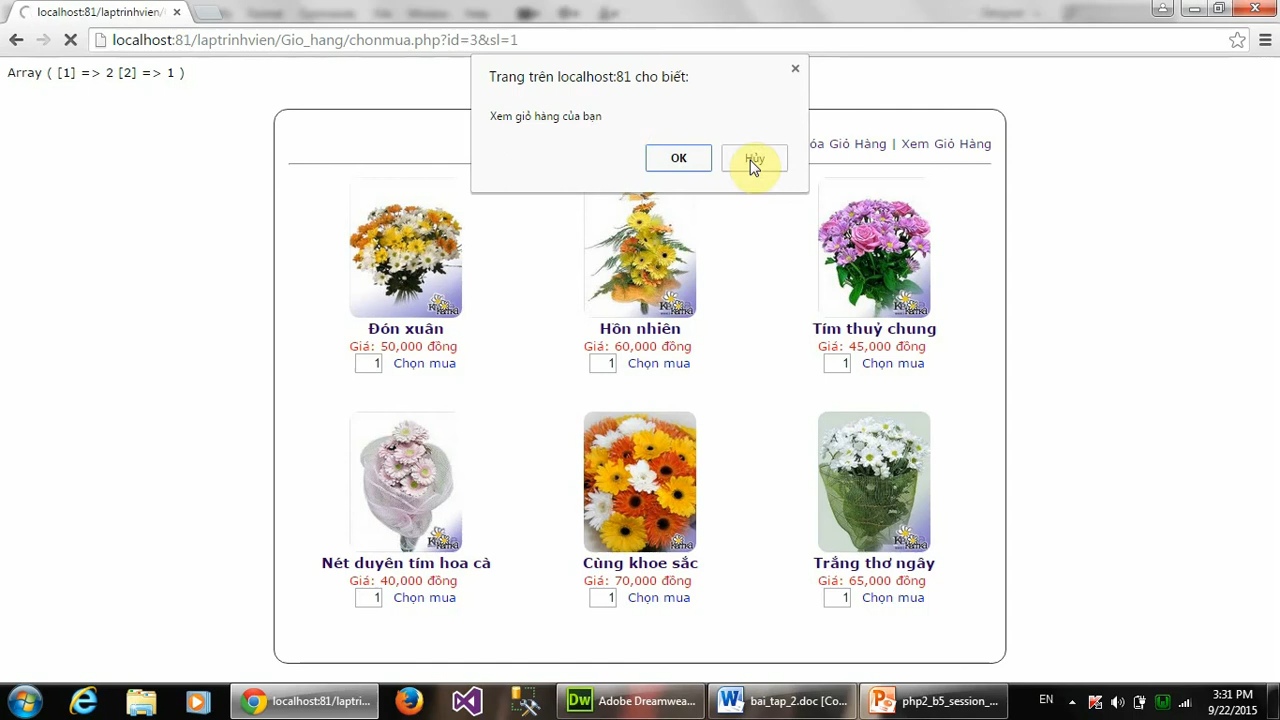 localhost:81/laptrinhvien/
localhost:81/laptrinhvien/Gio_hang/chonmua.php?id=3&sl=1
Array ( [1] => 2 [2] => 1 )
Trang trên localhost:81 cho biết:
Xem giỏ hàng của bạn
OK Hủy
óa Giỏ Hàng | Xem Giỏ Hàng
Đón xuân Hôn nhiên Tím thuỷ chung
Giá: 50,000 đồng Giá: 60,000 đồng Giá: 45,000 đồng
1 Chọn mua 1 Chọn mua 1 Chọn mua
Nét duyên tím hoa cà Cùng khoe sắc Trắng thơ ngây
Giá: 40,000 đồng Giá: 70,000 đồng Giá: 65,000 đồng
1 Chọn mua 1 Chọn mua 1 Chọn mua
localhost:81/laptri... Dw Adobe Dreamwea... bai_tap_2.doc [Co... php2_b5_session_... EN 3:31 PM
9/22/2015